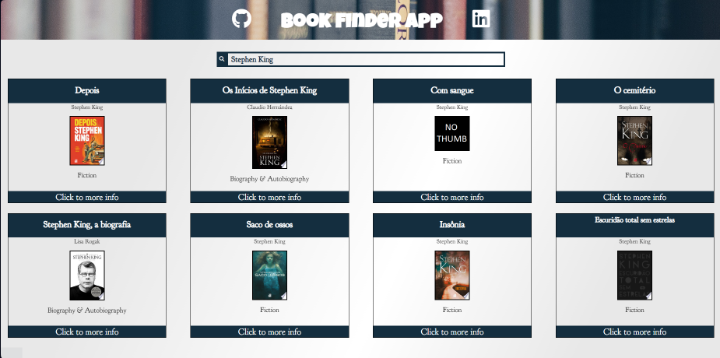 Book Finder App
Stephen King
Depois
Stephen King
DEPOIS
STEPHEN
KING
Fiction
Click to more info
Os Inícios de Stephen King
Claudio Hernández
STEPHEN
KING
Biography & Autobiography
Click to more info
Com sangue
Stephen King
NO
THUMB
Fiction
Click to more info
O cemitério
Stephen King
STEPHEN
KING
Fiction
Click to more info
Stephen King, a biografia
Lisa Rogak
STEPHEN KING
Biography & Autobiography
Click to more info
Saco de ossos
Stephen King
Fiction
Click to more info
Insônia
Stephen King
STEPHEN
KING
Fiction
Click to more info
Escuridão total sem estrelas
Stephen King
KING
TOTAL
Fiction
Click to more info